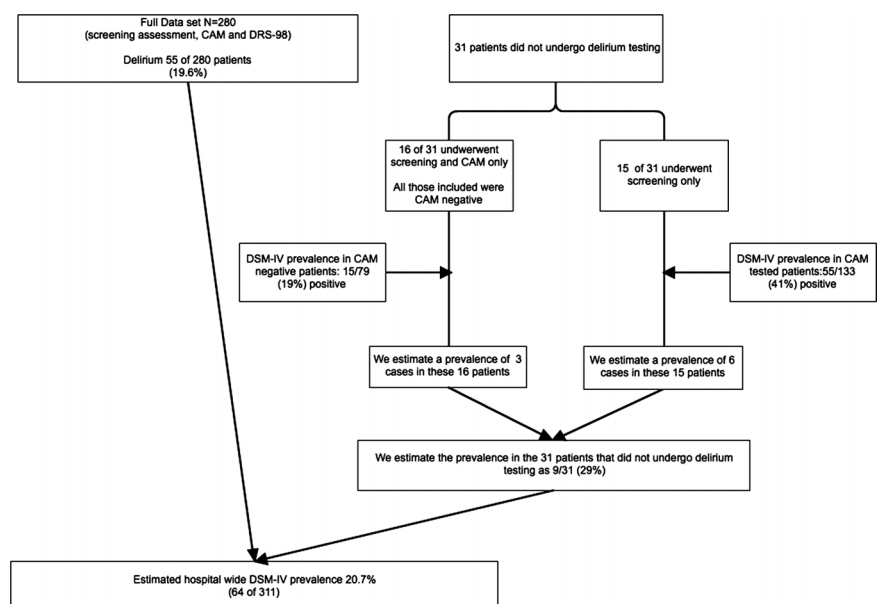 Full Data set N=280
(screening assessment, CAM and DRS-98)
Delirium 55 of 280 patients
(19.6%)
31 patients did not undergo delirium testing
16 of 31 undwerwent
screening and CAM only
All those included were
CAM negative
15 of 31 underwent
scrreening only
DSM-IV prevalence in CAM
negative patients: 15/79
(19%) positive
DSM-IV prevalence in CAM
tested patients:55/133
(41%) positive
We estimate a prevalence of 3
cases in these 16 patients
We estimate a prevalence of 6
cases in these 15 patients
We estimate the prevalence in the 31 patients that did not undergo delirium
testing as 9/31 (29%)
Estimated hospital wide DSM-IV prevalence 20.7%
(64 of 311)